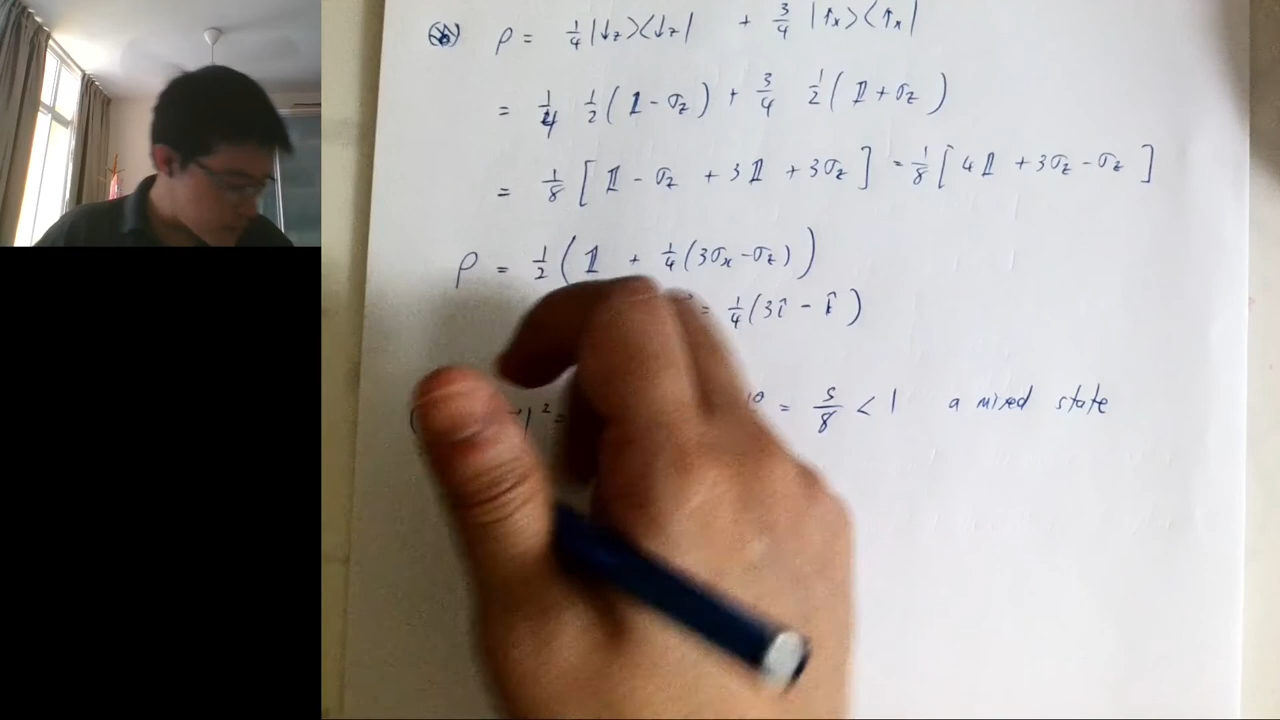 (b) ρ = 1/4 |↓z⟩⟨↓z| + 3/4 |↑x⟩⟨↑x|
= 1/4 1/2 (𝟙 - σz) + 3/4 1/2 (𝟙 + σz)
= 1/8 [𝟙 - σz + 3𝟙 + 3σz] = 1/8 [4𝟙 + 3σz - σz]
ρ = 1/2 (𝟙 + 1/4 (3σx - σz))
= 1/4 (3î - k̂)
( )² = = 5/8 < 1 a mixed state